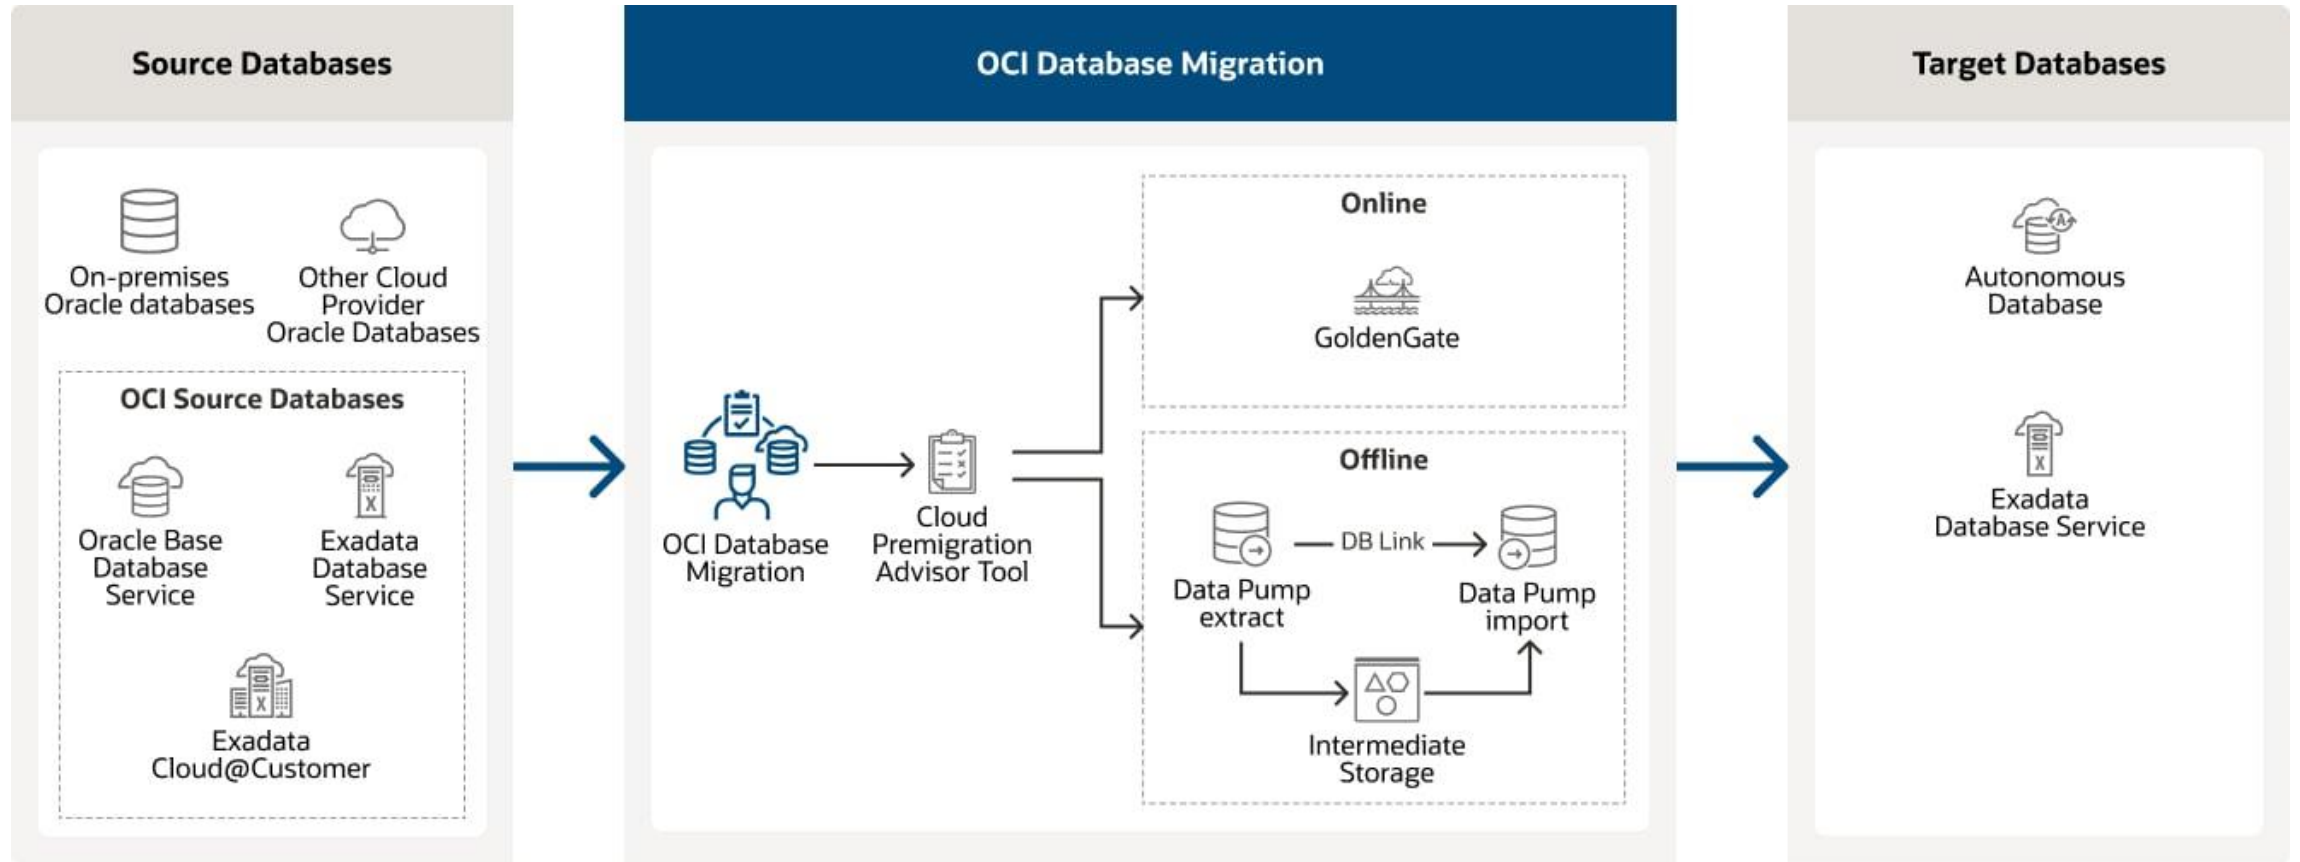 Source Databases
On-premises
Oracle databases
Other Cloud
Provider
Oracle Databases
OCI Source Databases
Oracle Base
Database
Service
Exadata
Database
Service
Exadata
Cloud@Customer
OCI Database Migration
OCI Database
Migration
Cloud
Premigration
Advisor Tool
Online
GoldenGate
Offline
Data Pump
extract
DB Link
Data Pump
import
Intermediate
Storage
Target Databases
A
Autonomous
Database
X
Exadata
Database Service
X
X